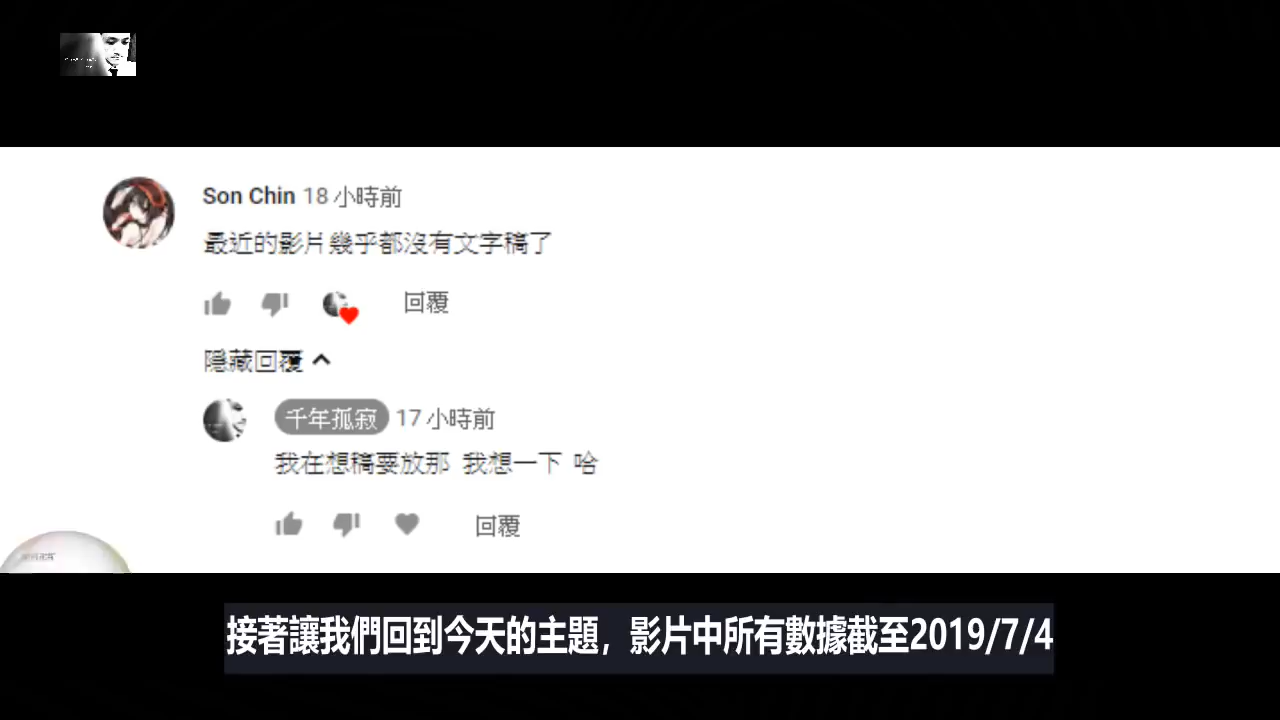 Son Chin 18 小時前
最近的影片幾乎都沒有文字稿了
回覆
隱藏回覆
千年孤寂 17 小時前
我在想稿要放那 我想一下 哈
回覆
接著讓我們回到今天的主題，影片中所有數據截至2019/7/4